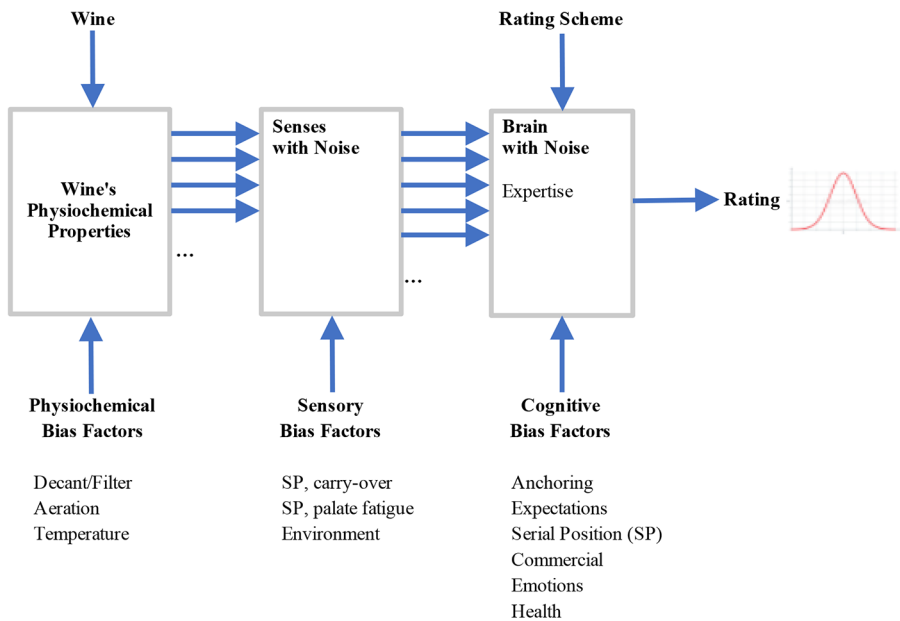 Wine
Rating Scheme
Wine's
Physiochemical
Properties
...
Senses
with Noise
...
Brain
with Noise
Expertise
Rating
Physiochemical
Bias Factors
Decant/Filter
Aeration
Temperature
Sensory
Bias Factors
SP, carry-over
SP, palate fatigue
Environment
Cognitive
Bias Factors
Anchoring
Expectations
Serial Position (SP)
Commercial
Emotions
Health